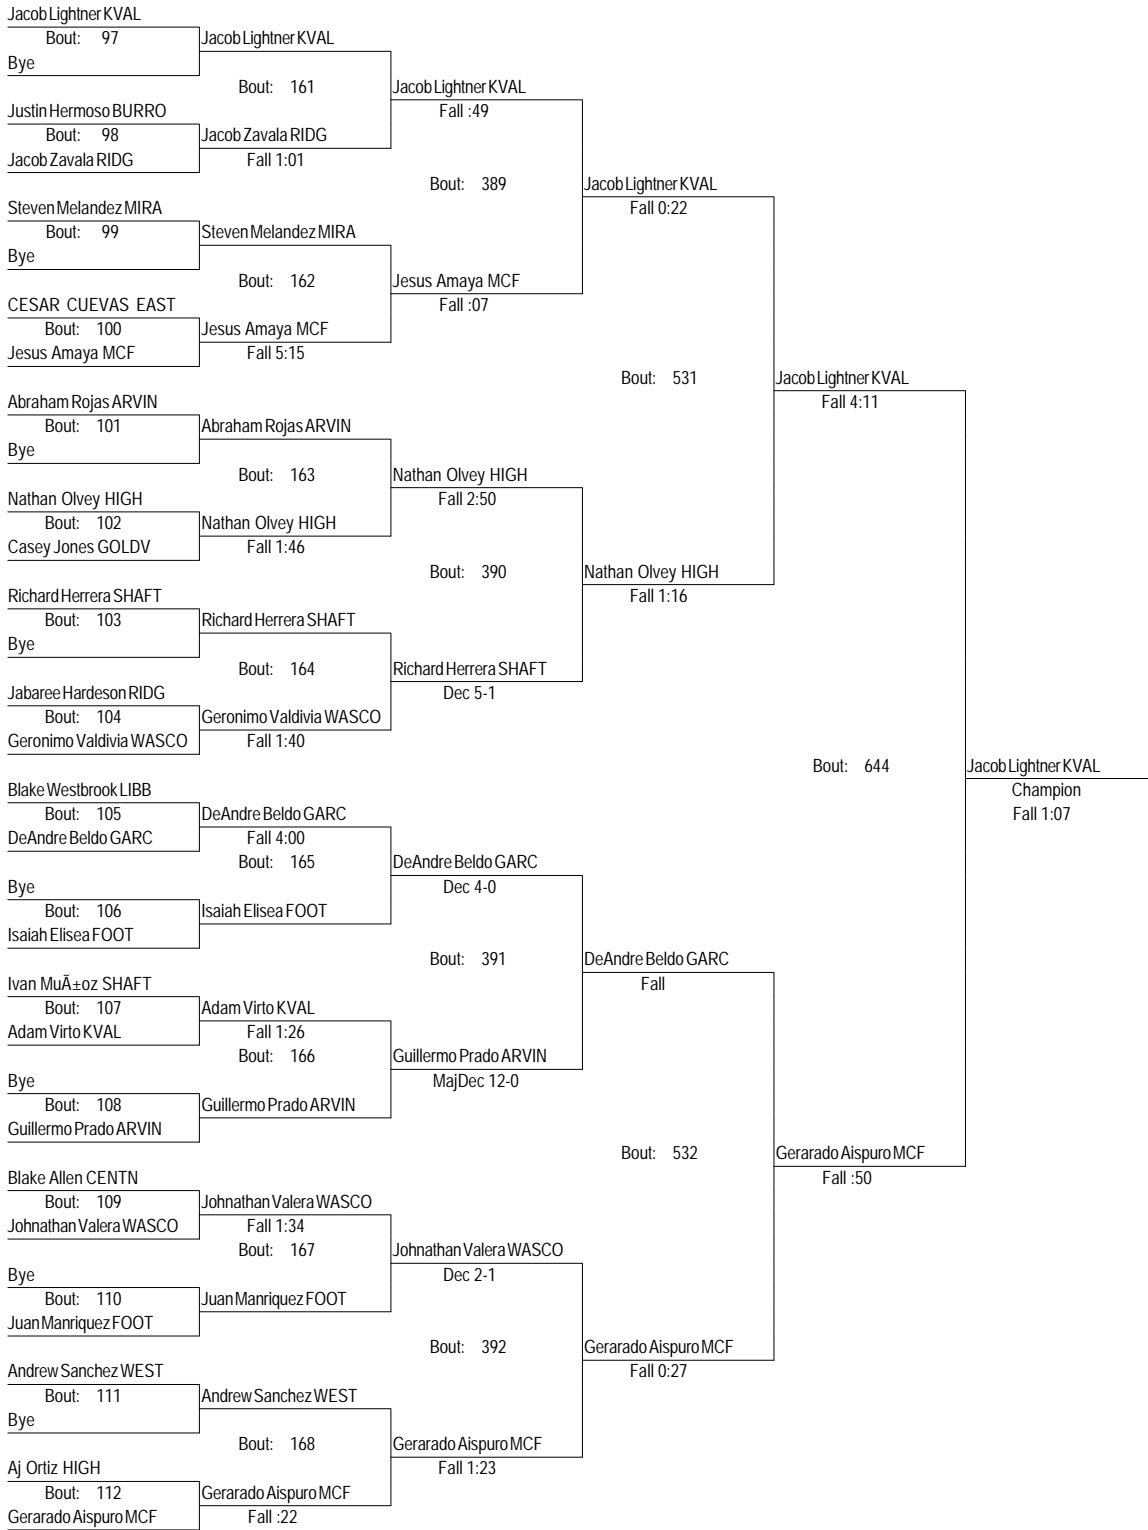 Jacob Lightner KVAL
Bout: 97
Bye
Jacob Lightner KVAL
Bout: 161
Justin Hermoso BURRO
Bout: 98
Jacob Zavala RIDG
Jacob Zavala RIDG
Fall 1:01
Jacob Lightner KVAL
Fall :49
Bout: 389
Steven Melandez MIRA
Bout: 99
Bye
Steven Melandez MIRA
Bout: 162
CESAR CUEVAS EAST
Bout: 100
Jesus Amaya MCF
Jesus Amaya MCF
Fall 5:15
Jesus Amaya MCF
Fall :07
Jacob Lightner KVAL
Fall 0:22
Bout: 531
Abraham Rojas ARVIN
Bout: 101
Bye
Abraham Rojas ARVIN
Bout: 163
Nathan Olvey HIGH
Bout: 102
Casey Jones GOLDV
Nathan Olvey HIGH
Fall 1:46
Nathan Olvey HIGH
Fall 2:50
Bout: 390
Richard Herrera SHAFT
Bout: 103
Bye
Richard Herrera SHAFT
Bout: 164
Jabaree Hardeson RIDG
Bout: 104
Geronimo Valdivia WASCO
Geronimo Valdivia WASCO
Fall 1:40
Richard Herrera SHAFT
Dec 5-1
Nathan Olvey HIGH
Fall 1:16
Jacob Lightner KVAL
Fall 4:11
Bout: 644
Jacob Lightner KVAL
Champion
Fall 1:07
Blake Westbrook LIBB
Bout: 105
DeAndre Beldo GARC
DeAndre Beldo GARC
Fall 4:00
Bout: 165
Bye
Bout: 106
Isaiah Elisea FOOT
Isaiah Elisea FOOT
DeAndre Beldo GARC
Dec 4-0
Bout: 391
Ivan MuÃ±oz SHAFT
Bout: 107
Adam Virto KVAL
Adam Virto KVAL
Fall 1:26
Bout: 166
Bye
Bout: 108
Guillermo Prado ARVIN
Guillermo Prado ARVIN
Guillermo Prado ARVIN
MajDec 12-0
DeAndre Beldo GARC
Fall
Bout: 532
Blake Allen CENTN
Bout: 109
Johnathan Valera WASCO
Johnathan Valera WASCO
Fall 1:34
Bout: 167
Bye
Bout: 110
Juan Manriquez FOOT
Juan Manriquez FOOT
Johnathan Valera WASCO
Dec 2-1
Bout: 392
Andrew Sanchez WEST
Bout: 111
Bye
Andrew Sanchez WEST
Bout: 168
Aj Ortiz HIGH
Bout: 112
Gerarado Aispuro MCF
Gerarado Aispuro MCF
Fall :22
Gerarado Aispuro MCF
Fall 1:23
Gerarado Aispuro MCF
Fall 0:27
Gerarado Aispuro MCF
Fall :50